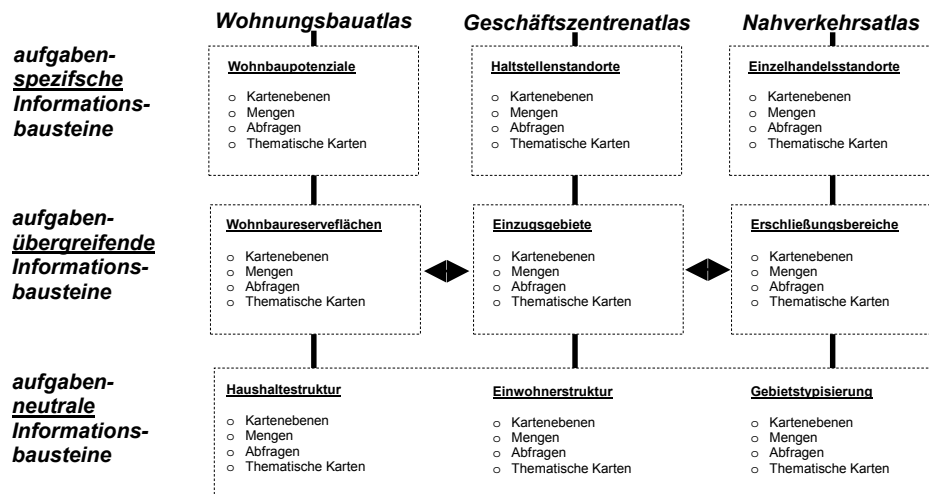 Wohnungsbauatlas
Geschäftszentrenatlas
Nahverkehrsatlas
aufgaben-
spezifsche
Informations-
bausteine
Wohnbaupotenziale
o Kartenebenen
o Mengen
o Abfragen
o Thematische Karten
Haltstellenstandorte
o Kartenebenen
o Mengen
o Abfragen
o Thematische Karten
Einzelhandelsstandorte
o Kartenebenen
o Mengen
o Abfragen
o Thematische Karten
aufgaben-
übergreifende
Informations-
bausteine
Wohnbaureserveflächen
o Kartenebenen
o Mengen
o Abfragen
o Thematische Karten
Einzugsgebiete
o Kartenebenen
o Mengen
o Abfragen
o Thematische Karten
Erschließungsbereiche
o Kartenebenen
o Mengen
o Abfragen
o Thematische Karten
aufgaben-
neutrale
Informations-
bausteine
Haushaltestruktur
o Kartenebenen
o Mengen
o Abfragen
o Thematische Karten
Einwohnerstruktur
o Kartenebenen
o Mengen
o Abfragen
o Thematische Karten
Gebietstypisierung
o Kartenebenen
o Mengen
o Abfragen
o Thematische Karten